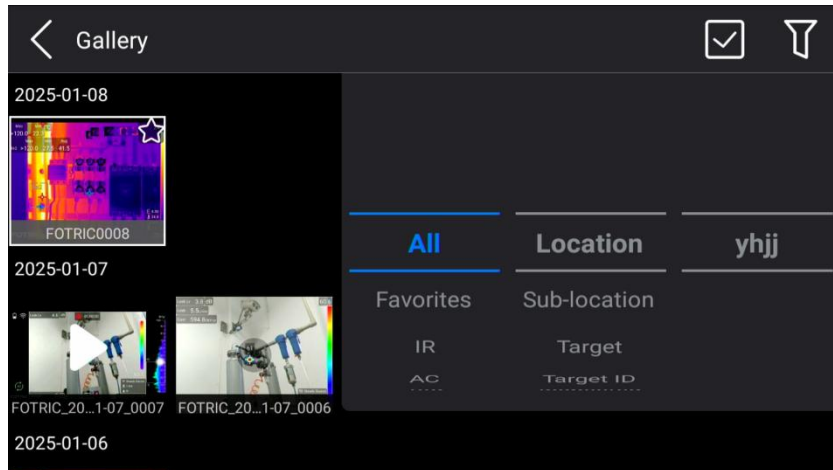 Gallery
2025-01-08
FOTRIC0008
2025-01-07
FOTRIC_20...1-07_0007 FOTRIC_20...1-07_0006
2025-01-06
All Location yhjj
Favorites Sub-location
IR Target
AC Target ID